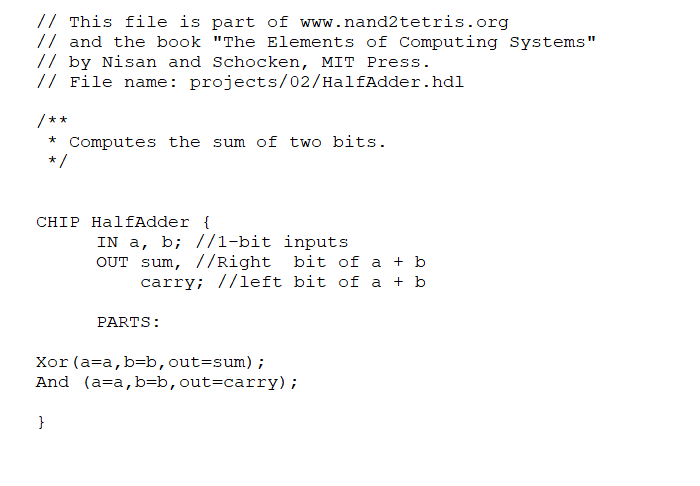 // This file is part of www.nand2tetris.org
// and the book "The Elements of Computing Systems"
// by Nisan and Schocken, MIT Press.
// File name: projects/02/HalfAdder.hdl
/**
* Computes the sum of two bits.
*/
CHIP HalfAdder {
IN a, b; //1-bit inputs
OUT sum, //Right bit of a + b
carry; //left bit of a + b
PARTS:
Xor(a=a,b=b,out=sum);
And (a=a,b=b,out=carry);
}